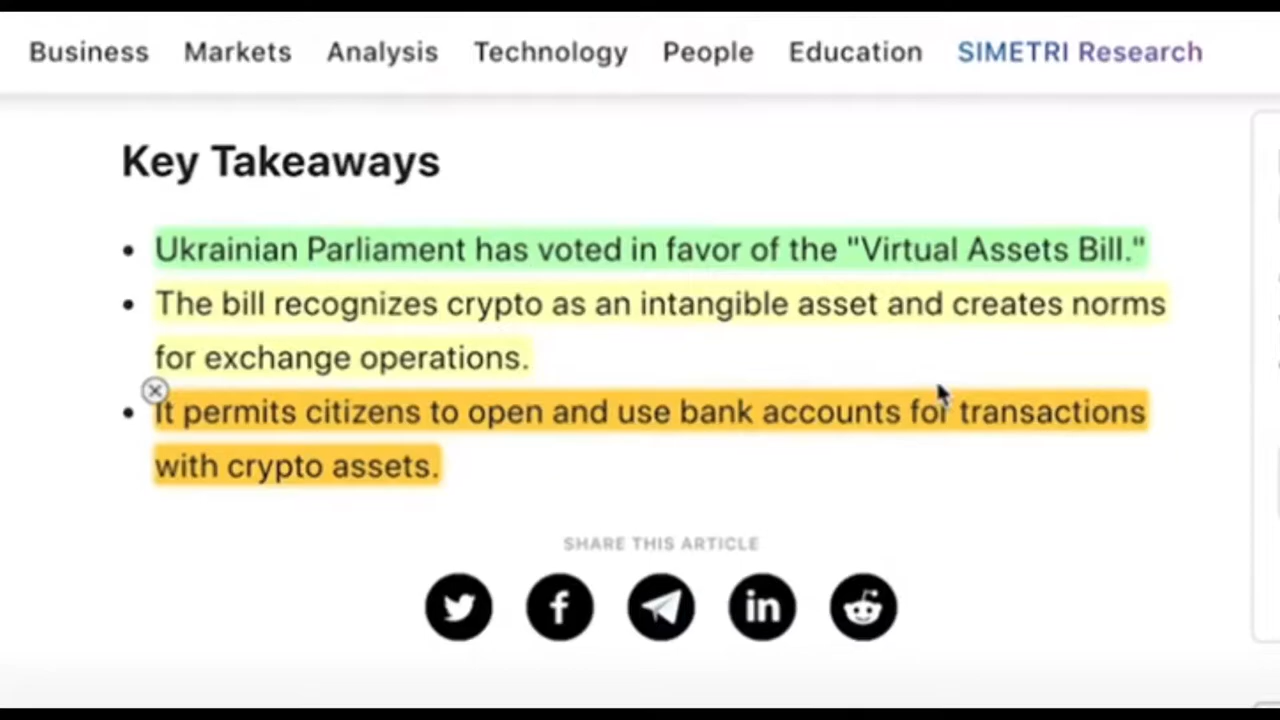 Business Markets Analysis Technology People Education SIMETRI Research
Key Takeaways
• Ukrainian Parliament has voted in favor of the "Virtual Assets Bill."
• The bill recognizes crypto as an intangible asset and creates norms
for exchange operations.
• It permits citizens to open and use bank accounts for transactions
with crypto assets.
SHARE THIS ARTICLE